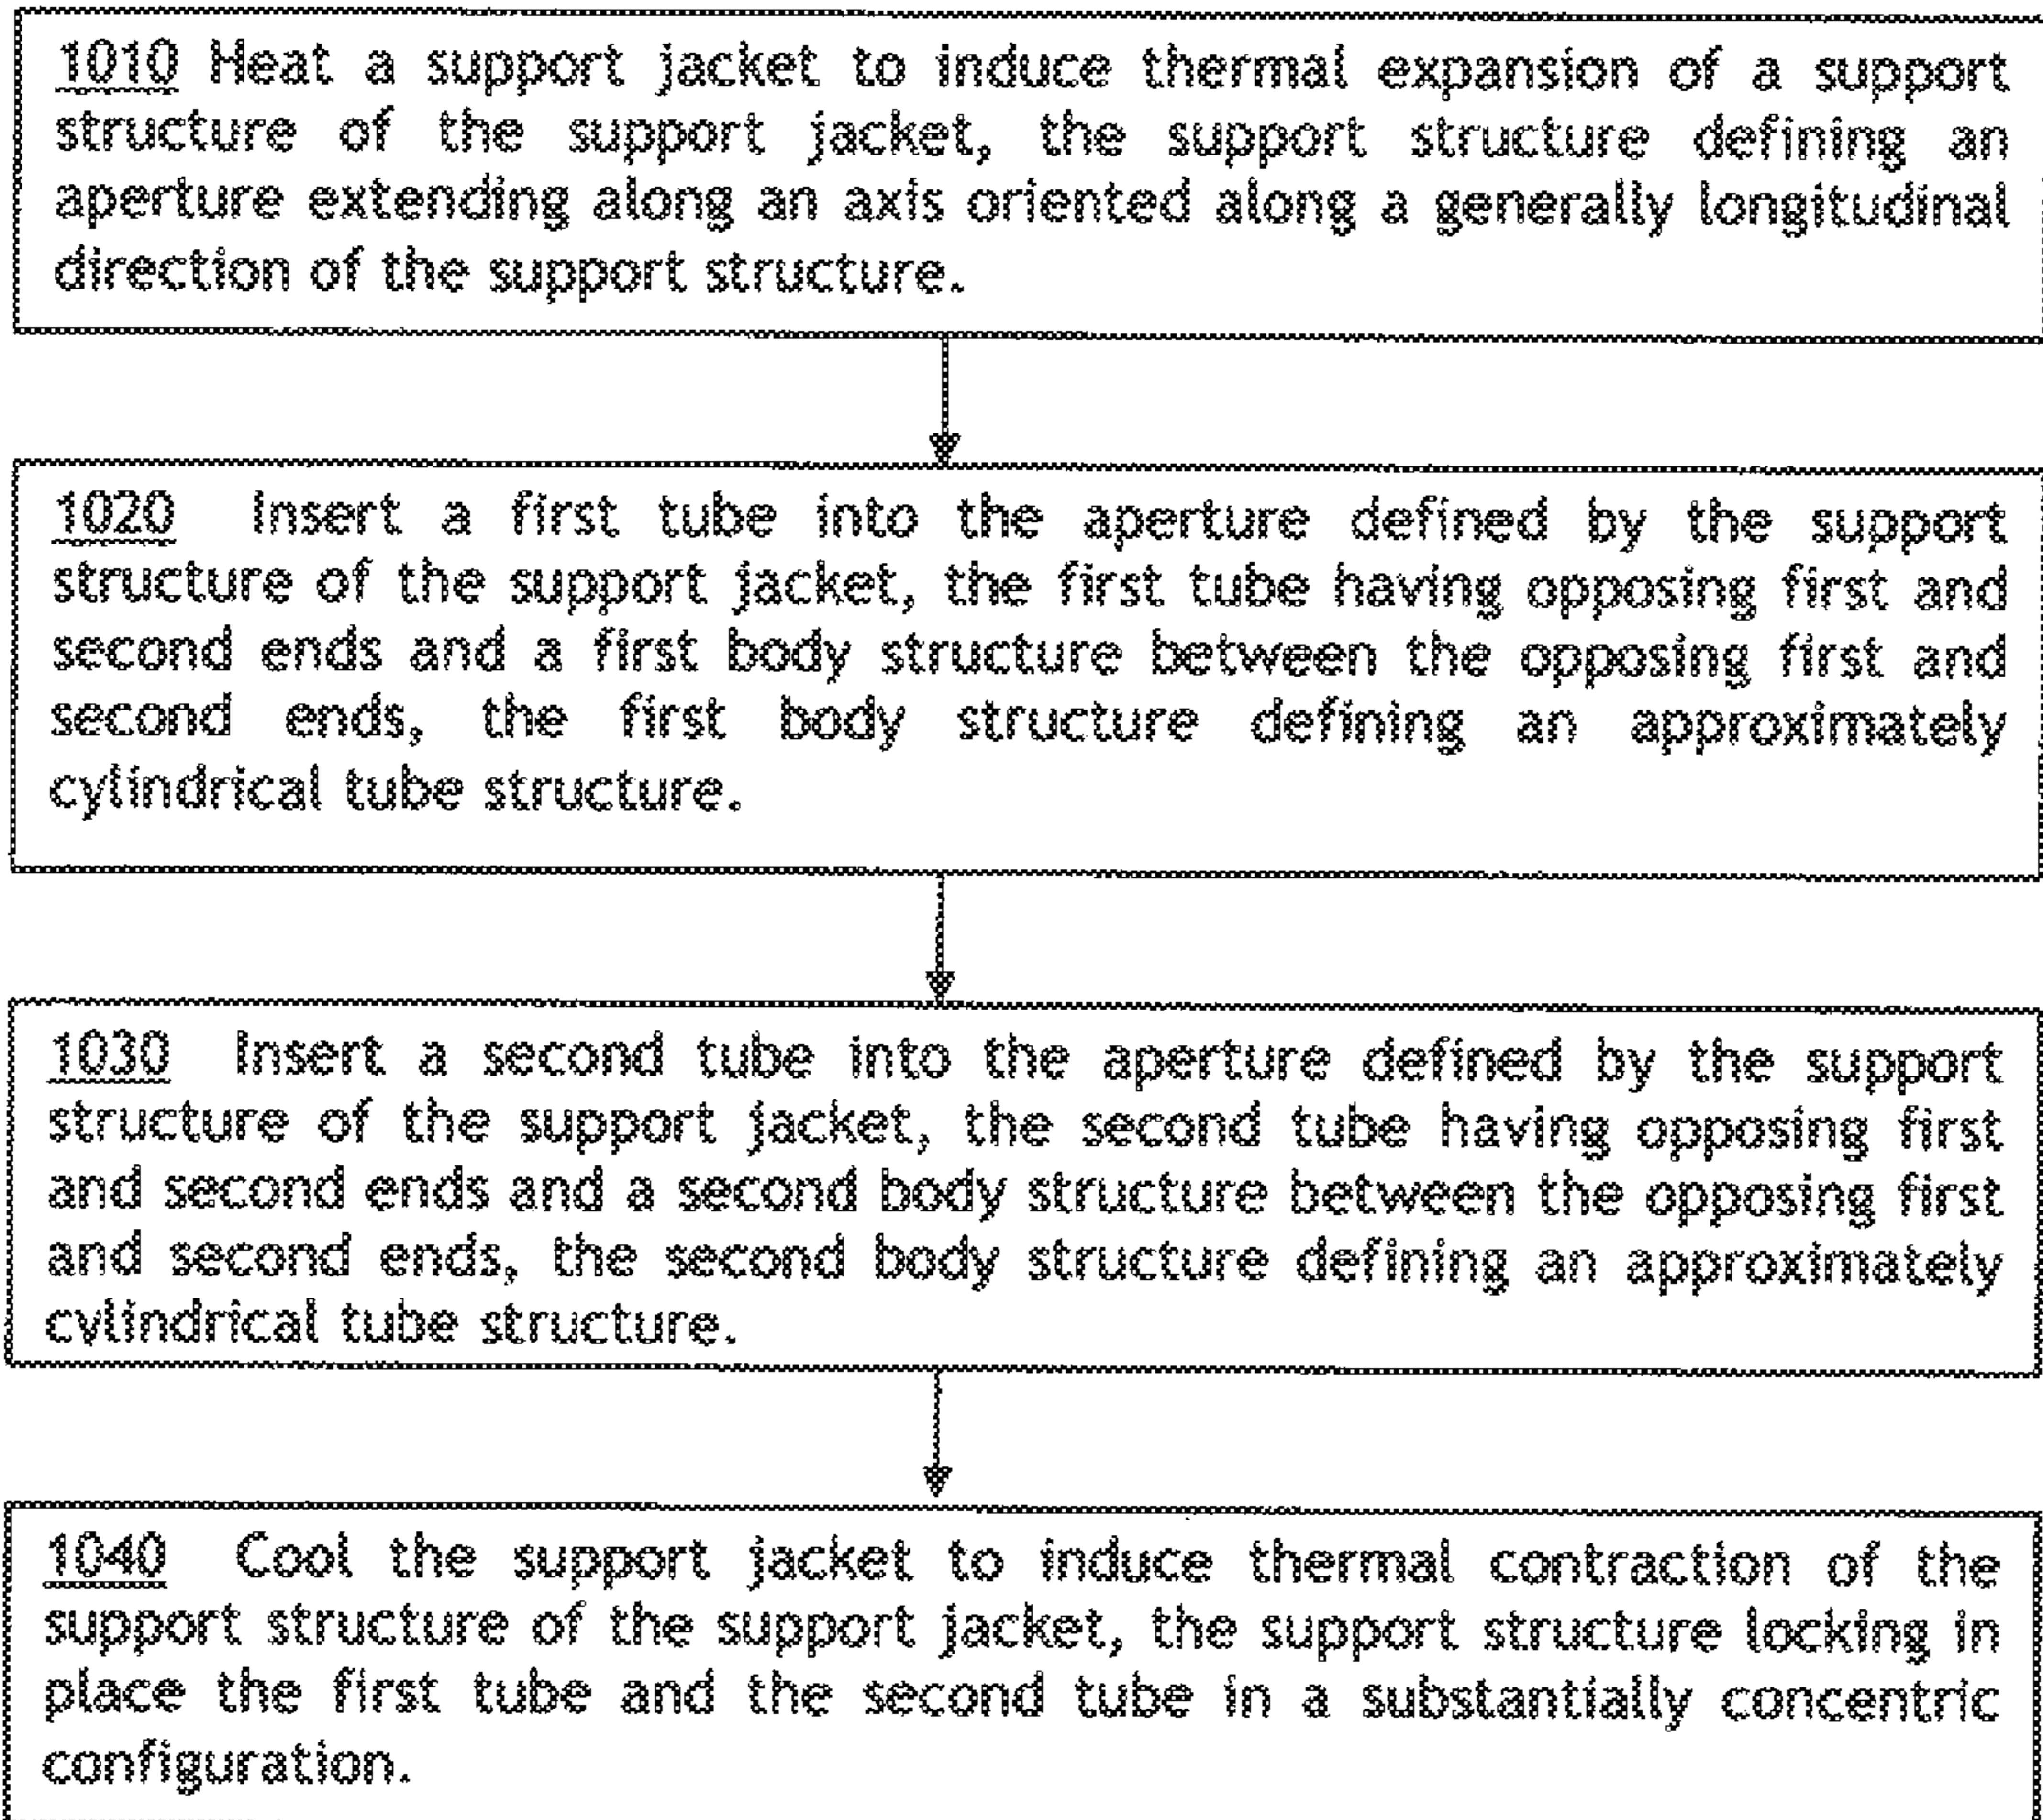 1010 Heat a support jacket to induce thermal expansion of a support
structure of the support jacket, the support structure defining an
aperture extending along an axis oriented along a generally longitudinal
direction of the support structure.
1020 Insert a first tube into the aperture defined by the support
structure of the support jacket, the first tube having opposing first and
second ends and a first body structure between the opposing first and
second ends, the first body structure defining an approximately
cylindrical tube structure.
1030 Insert a second tube into the aperture defined by the support
structure of the support jacket, the second tube having opposing first
and second ends and a second body structure between the opposing first
and second ends, the second body structure defining an approximately
cylindrical tube structure.
1040 Cool the support jacket to induce thermal contraction of the
support structure of the support jacket, the support structure locking in
place the first tube and the second tube in a substantially concentric
configuration.